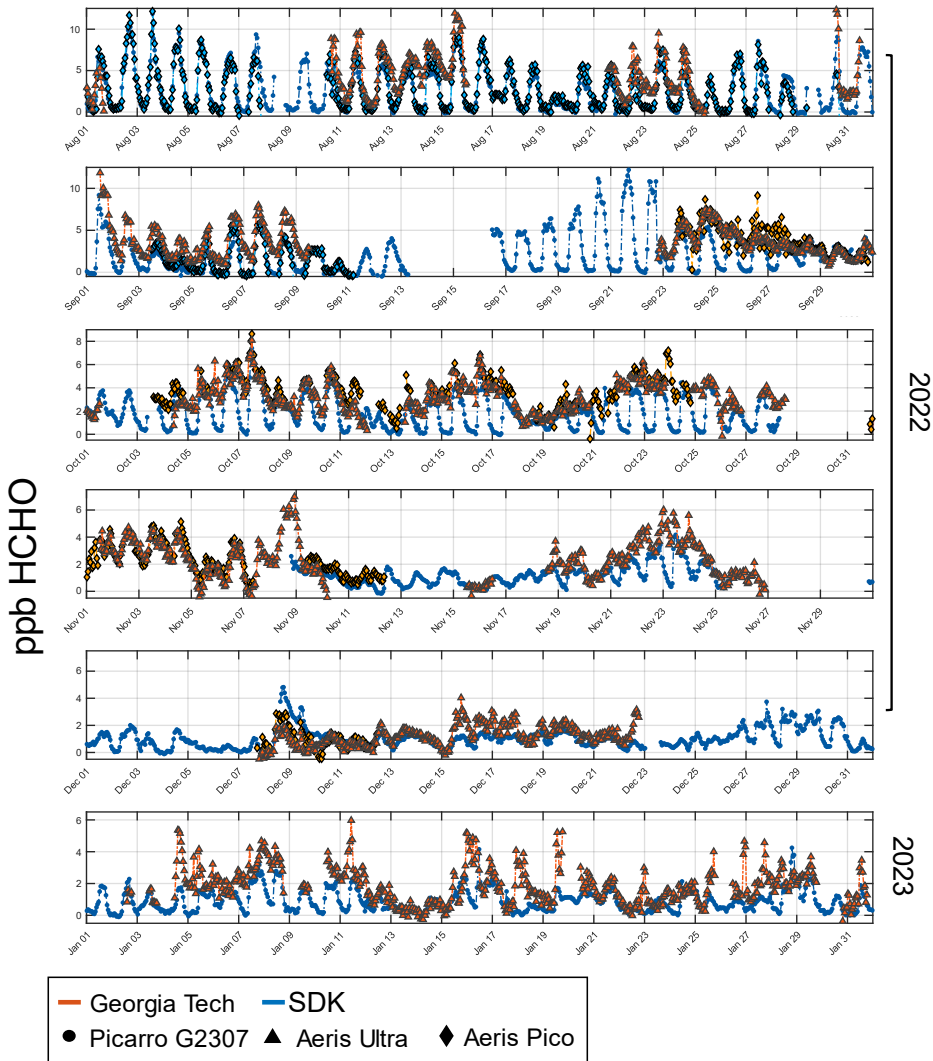 10
5
0
Aug 01 Aug 03 Aug 05 Aug 07 Aug 09 Aug 11 Aug 13 Aug 15 Aug 17 Aug 19 Aug 21 Aug 23 Aug 25 Aug 27 Aug 29 Aug 31
10
5
0
Sep 01 Sep 03 Sep 05 Sep 07 Sep 09 Sep 11 Sep 13 Sep 15 Sep 17 Sep 19 Sep 21 Sep 23 Sep 25 Sep 27 Sep 29
8
6
4
2
0
Oct 01 Oct 03 Oct 05 Oct 07 Oct 09 Oct 11 Oct 13 Oct 15 Oct 17 Oct 19 Oct 21 Oct 23 Oct 25 Oct 27 Oct 29 Oct 31
2022
ppb HCHO
6
4
2
0
Nov 01 Nov 03 Nov 05 Nov 07 Nov 09 Nov 11 Nov 13 Nov 15 Nov 17 Nov 19 Nov 21 Nov 23 Nov 25 Nov 27 Nov 29
6
4
2
0
Dec 01 Dec 03 Dec 05 Dec 07 Dec 09 Dec 11 Dec 13 Dec 15 Dec 17 Dec 19 Dec 21 Dec 23 Dec 25 Dec 27 Dec 29 Dec 31
6
4
2
0
Jan 01 Jan 03 Jan 05 Jan 07 Jan 09 Jan 11 Jan 13 Jan 15 Jan 17 Jan 19 Jan 21 Jan 23 Jan 25 Jan 27 Jan 29 Jan 31
2023
Georgia Tech SDK
Picarro G2307 Aeris Ultra Aeris Pico